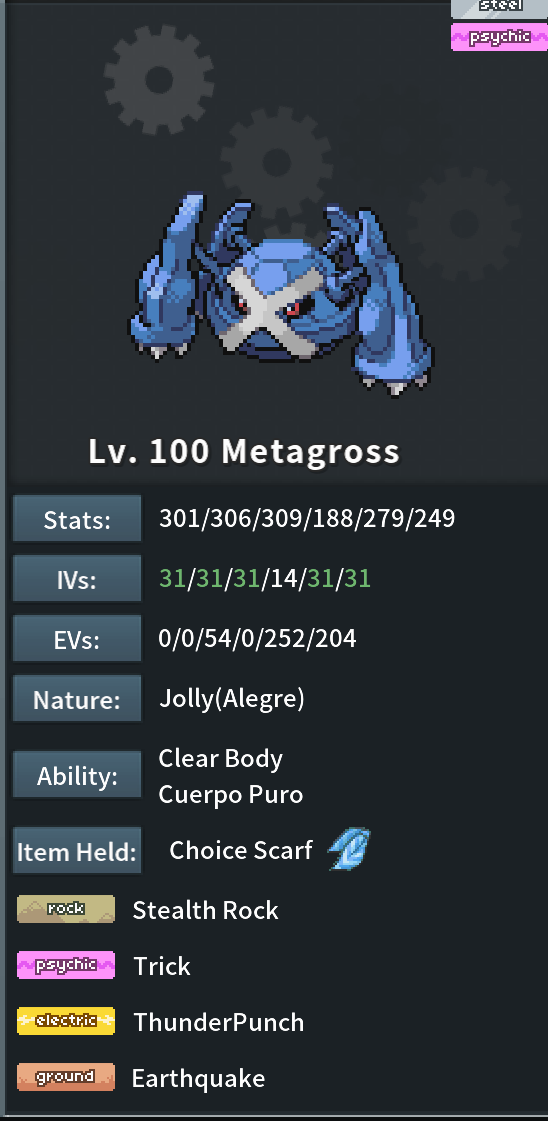 steel
psychic
Lv. 100 Metagross
Stats: 301/306/309/188/279/249
IVs: 31/31/31/14/31/31
EVs: 0/0/54/0/252/204
Nature: Jolly(Alegre)
Ability: Clear Body
Cuerpo Puro
Item Held: Choice Scarf
rock Stealth Rock
psychic Trick
electric ThunderPunch
ground Earthquake